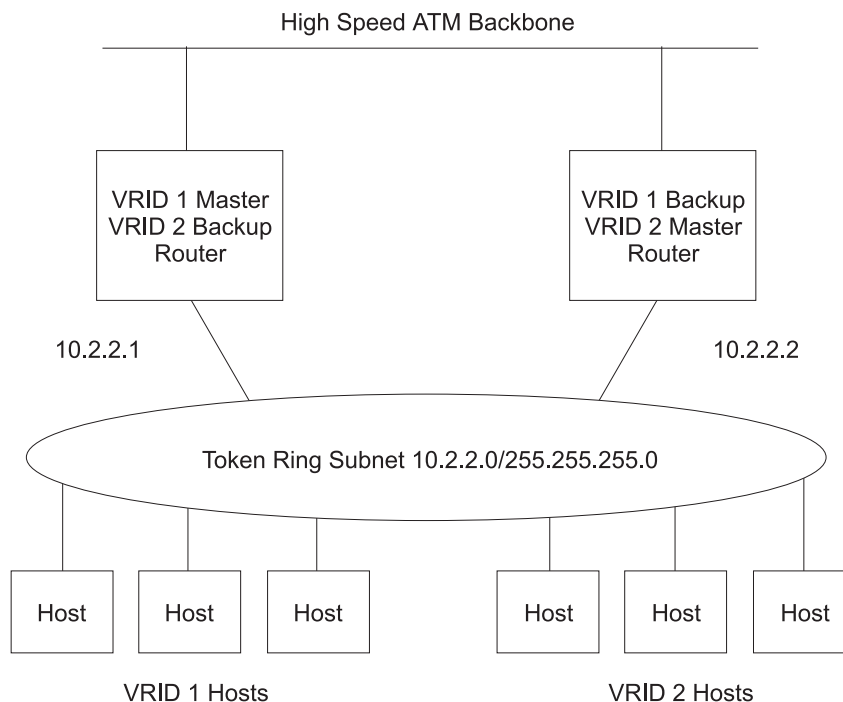 High Speed ATM Backbone
VRID 1 Master
VRID 2 Backup
Router
VRID 1 Backup
VRID 2 Master
Router
10.2.2.1
10.2.2.2
Token Ring Subnet 10.2.2.0/255.255.255.0
Host
Host
Host
Host
Host
Host
VRID 1 Hosts
VRID 2 Hosts